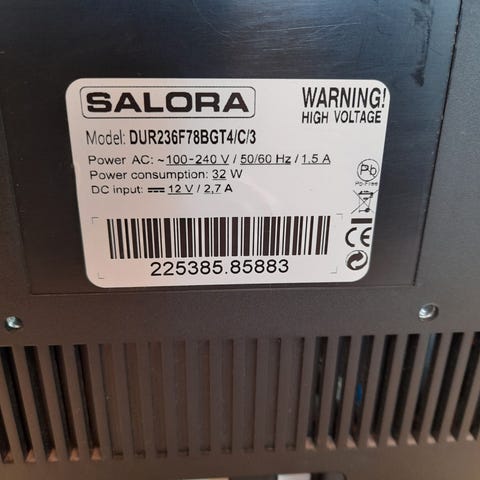 SALORA
WARNING!
HIGH VOLTAGE
Model: DUR236F78BGT4/C/3
Power AC: ~100-240 V / 50/60 Hz / 1,5 A
Power consumption: 32 W
DC input: ⎓ 12 V / 2,7 A
Pb
Pb-Free
CE
225385.85883